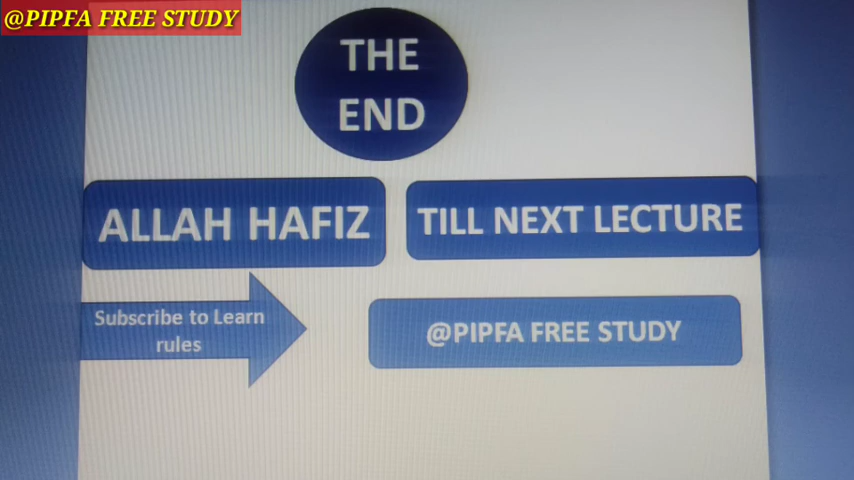 @PIPFA FREE STUDY
THE
END
ALLAH HAFIZ
TILL NEXT LECTURE
Subscribe to Learn
rules
@PIPFA FREE STUDY